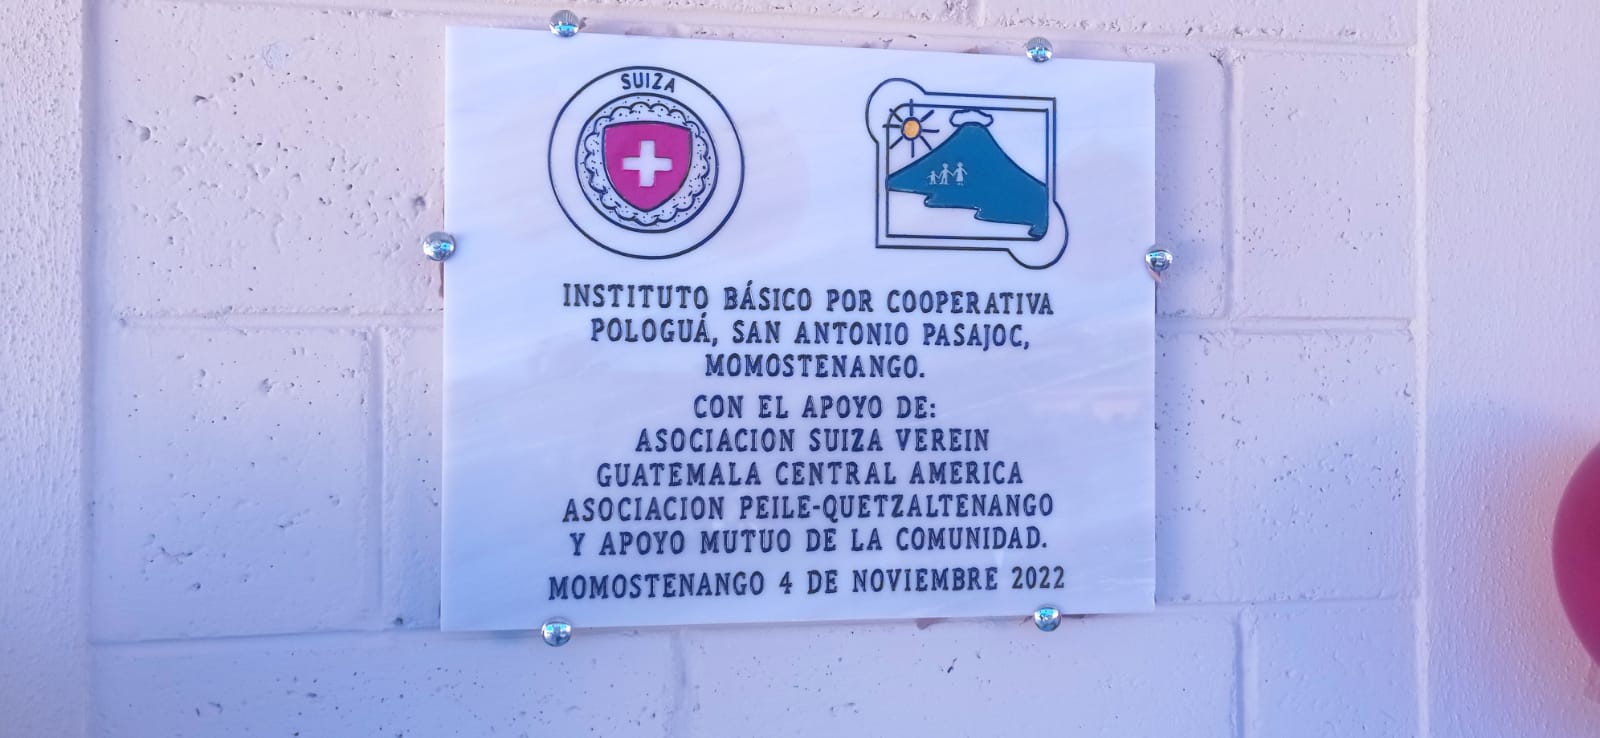 SUIZA
INSTITUTO BÁSICO POR COOPERATIVA
POLOGUÁ, SAN ANTONIO PASAJOC,
MOMOSTENANGO.
CON EL APOYO DE:
ASOCIACION SUIZA VEREIN
GUATEMALA CENTRAL AMERICA
ASOCIACION PEILE-QUETZALTENANGO
Y APOYO MUTUO DE LA COMUNIDAD.
MOMOSTENANGO 4 DE NOVIEMBRE 2022